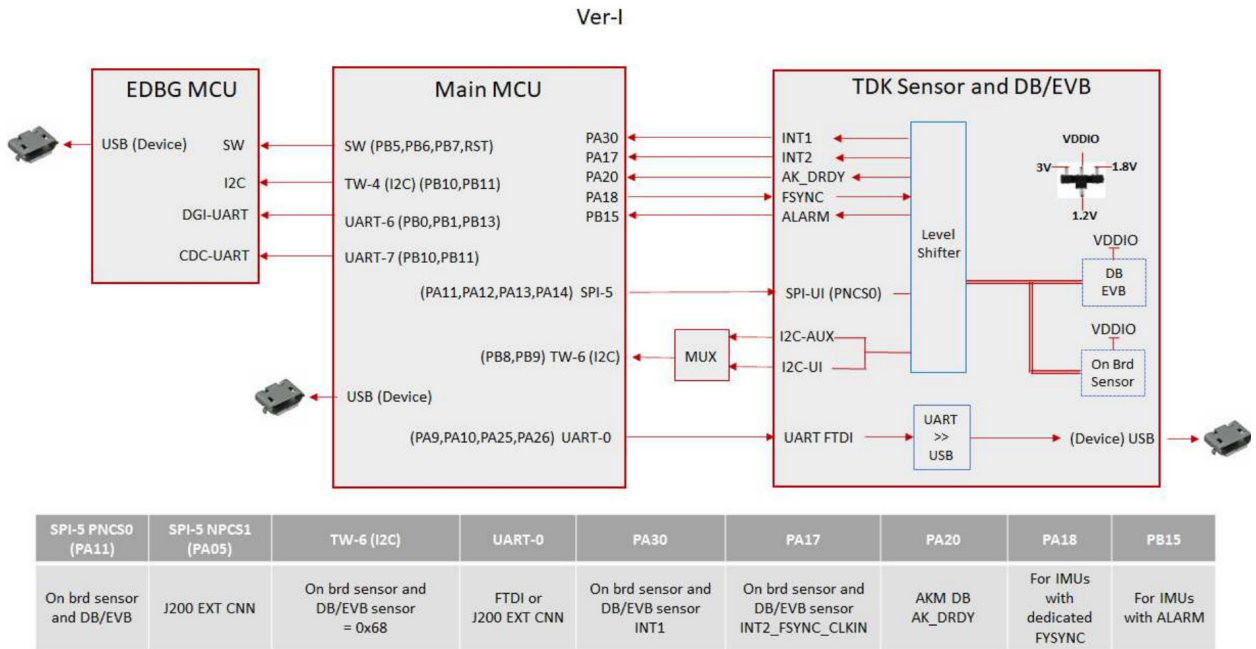 Ver-I
EDBG MCU
USB (Device)
SW
I2C
DGI-UART
CDC-UART
Main MCU
SW (PB5,PB6,PB7,RST)
TW-4 (I2C) (PB10,PB11)
UART-6 (PB0,PB1,PB13)
UART-7 (PB10,PB11)
PA30
PA17
PA20
PA18
PB15
(PA11,PA12,PA13,PA14) SPI-5
(PB8,PB9) TW-6 (I2C)
USB (Device)
(PA9,PA10,PA25,PA26) UART-0
MUX
TDK Sensor and DB/EVB
INT1
INT2
AK_DRDY
FSYNC
ALARM
SPI-UI (PNCS0)
I2C-AUX
I2C-UI
UART FTDI
Level
Shifter
VDDIO
3V
1.8V
1.2V
VDDIO
DB
EVB
VDDIO
On Brd
Sensor
UART
>>
USB
(Device) USB
SPI-5 PNCS0
(PA11)
SPI-5 NPCS1
(PA05)
TW-6 (I2C)
UART-0
PA30
PA17
PA20
PA18
PB15
On brd sensor
and DB/EVB
J200 EXT CNN
On brd sensor and
DB/EVB sensor
= 0x68
FTDI or
J200 EXT CNN
On brd sensor and
DB/EVB sensor
INT1
On brd sensor and
DB/EVB sensor
INT2_FSYNC_CLKIN
AKM DB
AK_DRDY
For IMUs
with
dedicated
FYSYNC
For IMUs
with ALARM